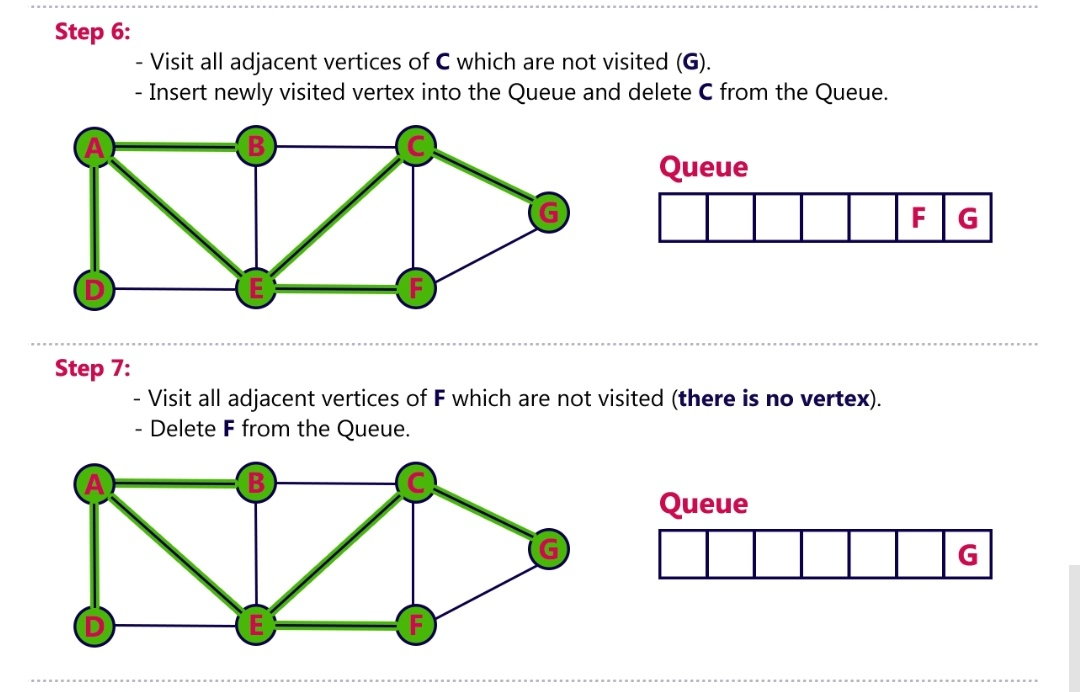 Step 6:
- Visit all adjacent vertices of C which are not visited (G).
- Insert newly visited vertex into the Queue and delete C from the Queue.
A B C
Queue
G
F G
D E F
Step 7:
- Visit all adjacent vertices of F which are not visited (there is no vertex).
- Delete F from the Queue.
A B C
Queue
G
G
D E F